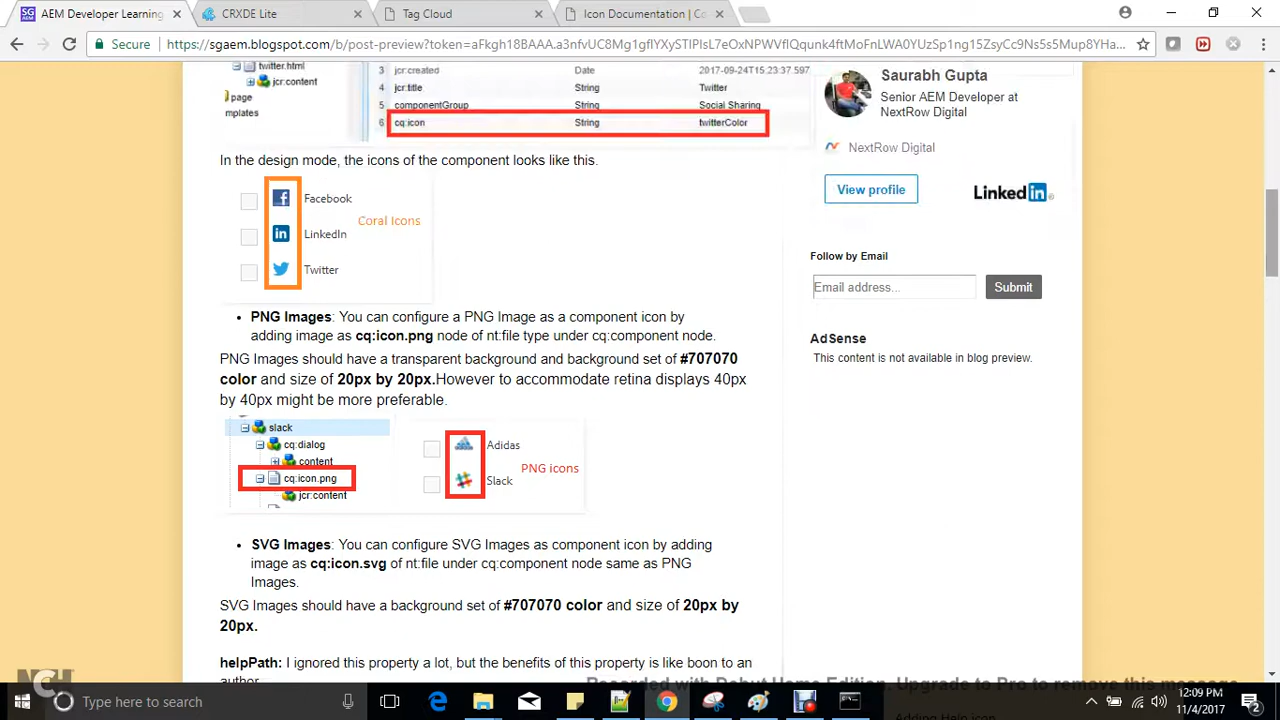 AEM Developer Learning
CRXDE Lite
Tag Cloud
Icon Documentation | Co
Secure
https://sgaem.blogspot.com/b/post-preview?token=aFkgh18BAAA.a3nfvUC8Mg1gflYXySTIPIsL7eOxNPWVflQqunk4ftMoFnLWA0YUzSp1ng15ZsyCc9Ns5s5Mup8YHa...
twitter.html
jcr:content
page
mplates
3 jcr:created Date 2017-09-24T15:23:37.597
4 jcr:title String Twitter
5 componentGroup String Social Sharing
6 cq:icon String twitterColor
Saurabh Gupta
Senior AEM Developer at
NextRow Digital
NextRow Digital
View profile
Linkedin
In the design mode, the icons of the component looks like this.
Facebook
LinkedIn
Twitter
Coral Icons
Follow by Email
Email address...
Submit
AdSense
This content is not available in blog preview.
PNG Images: You can configure a PNG Image as a component icon by
adding image as cq:icon.png node of nt:file type under cq:component node.
PNG Images should have a transparent background and background set of #707070
color and size of 20px by 20px.However to accommodate retina displays 40px
by 40px might be more preferable.
slack
cq:dialog
content
cq:icon.png
jcr:content
Adidas
Slack
PNG icons
SVG Images: You can configure SVG Images as component icon by adding
image as cq:icon.svg of nt:file under cq:component node same as PNG
Images.
SVG Images should have a background set of #707070 color and size of 20px by
20px.
helpPath: I ignored this property a lot, but the benefits of this property is like boon to an
author
NCH
Recorded with Debut Home Edition. Upgrade to Pro to remove this message
Adding Help icon
Type here to search
12:09 PM
11/4/2017
2